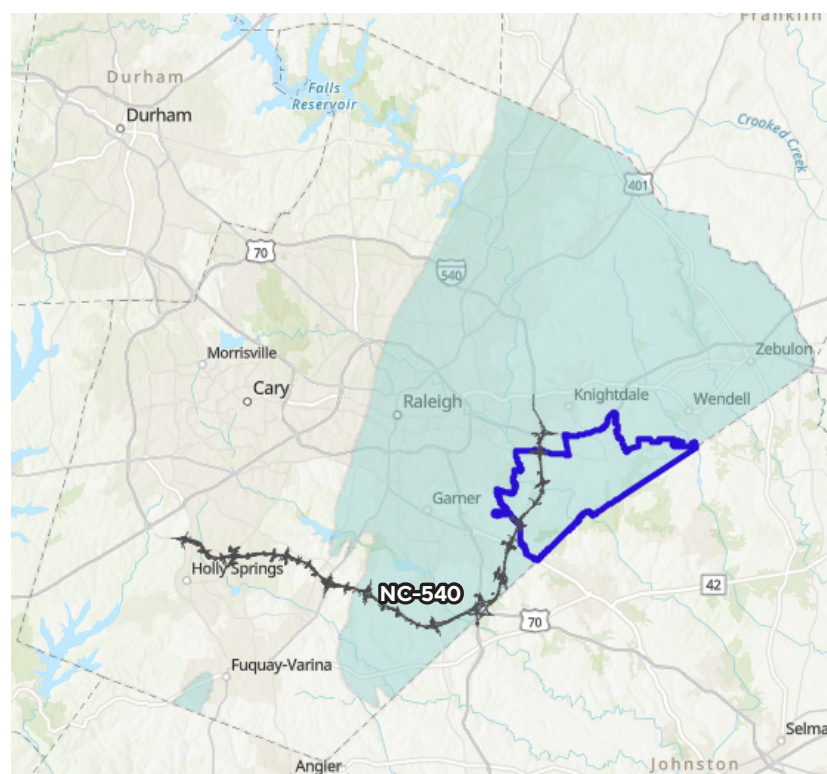 Franklin
Durham
Durham
Falls
Reservoir
Crooked Creek
401
70
540
Morrisville
Zebulon
Cary
Knightdale
Wendell
Raleigh
Garner
Holly Springs
NC-540
42
70
Fuquay-Varina
Selma
Angier
Johnston